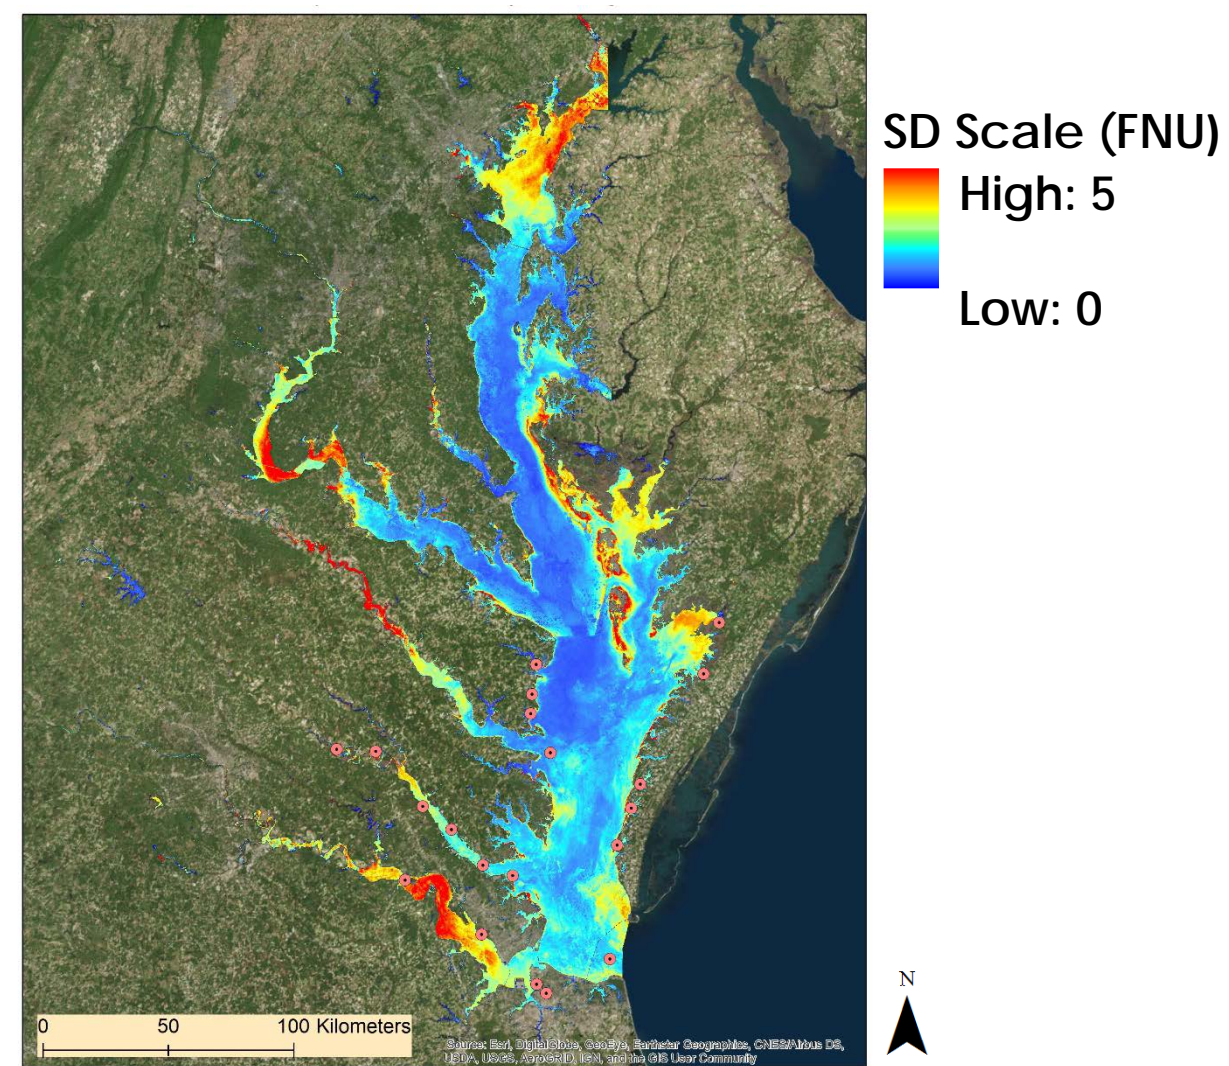 SD Scale (FNU)
High: 5
Low: 0
N
0 50 100 Kilometers
Source: Esri, DigitalGlobe, GeoEye, Earthstar Geographics, CNES/Airbus DS,
USDA, USGS, AeroGRID, IGN, and the GIS User Community